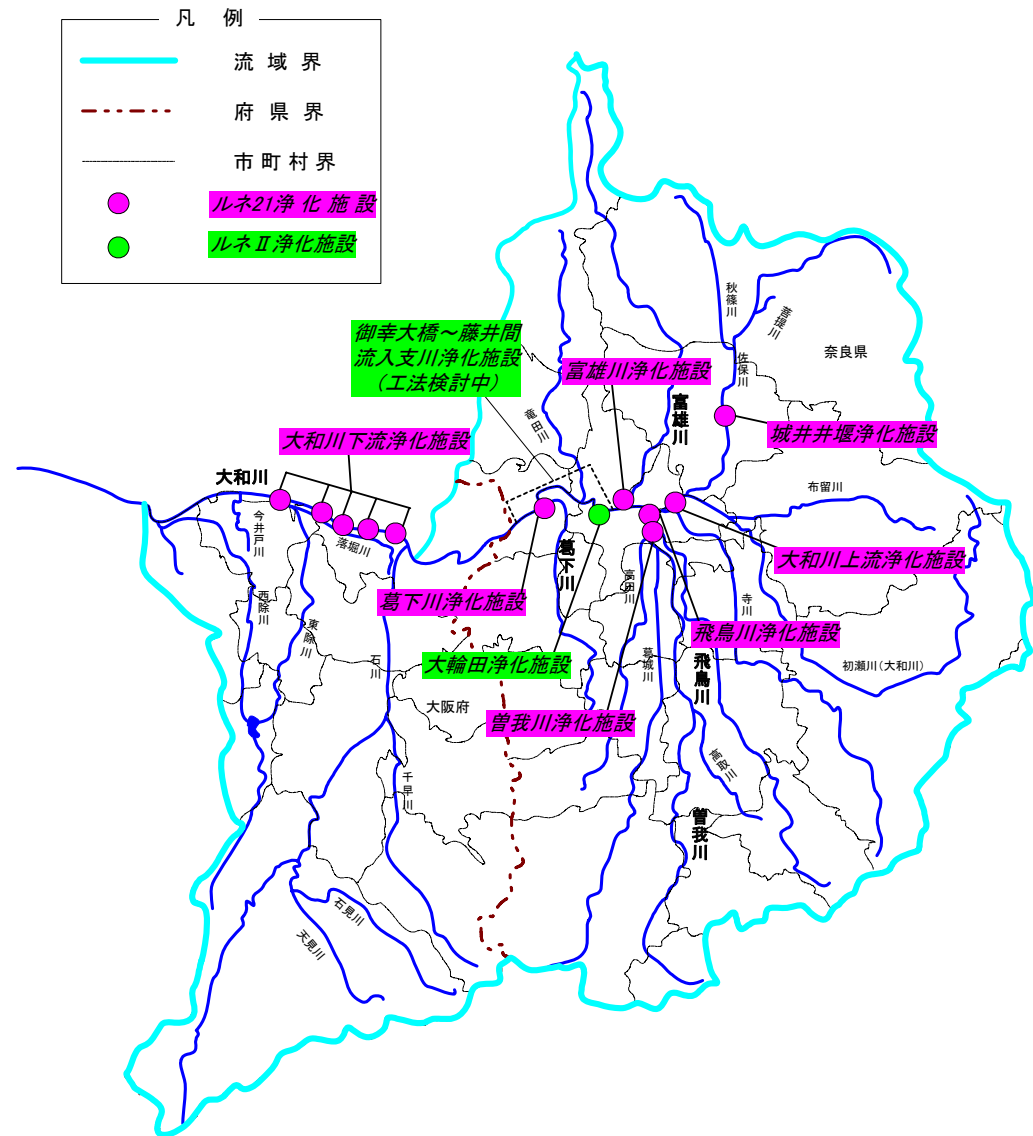 凡 例
流 域 界
府 県 界
市 町 村 界
ルネ21浄 化 施 設
ルネⅡ浄化施設
御幸大橋～藤井間
流入支川浄化施設
(工法検討中)
富雄川浄化施設
秋篠川
菩提川
佐保川
奈良県
竜田川
富雄川
城井井堰浄化施設
大和川下流浄化施設
大和川
今井戸川
落堀川
布留川
大和川上流浄化施設
葛下川
高田川
寺川
葛下川浄化施設
西除川
東除川
石川
飛鳥川浄化施設
大輪田浄化施設
葛城川
飛鳥川
初瀬川(大和川)
大阪府
曽我川浄化施設
高取川
千早川
曽我川
石見川
天見川